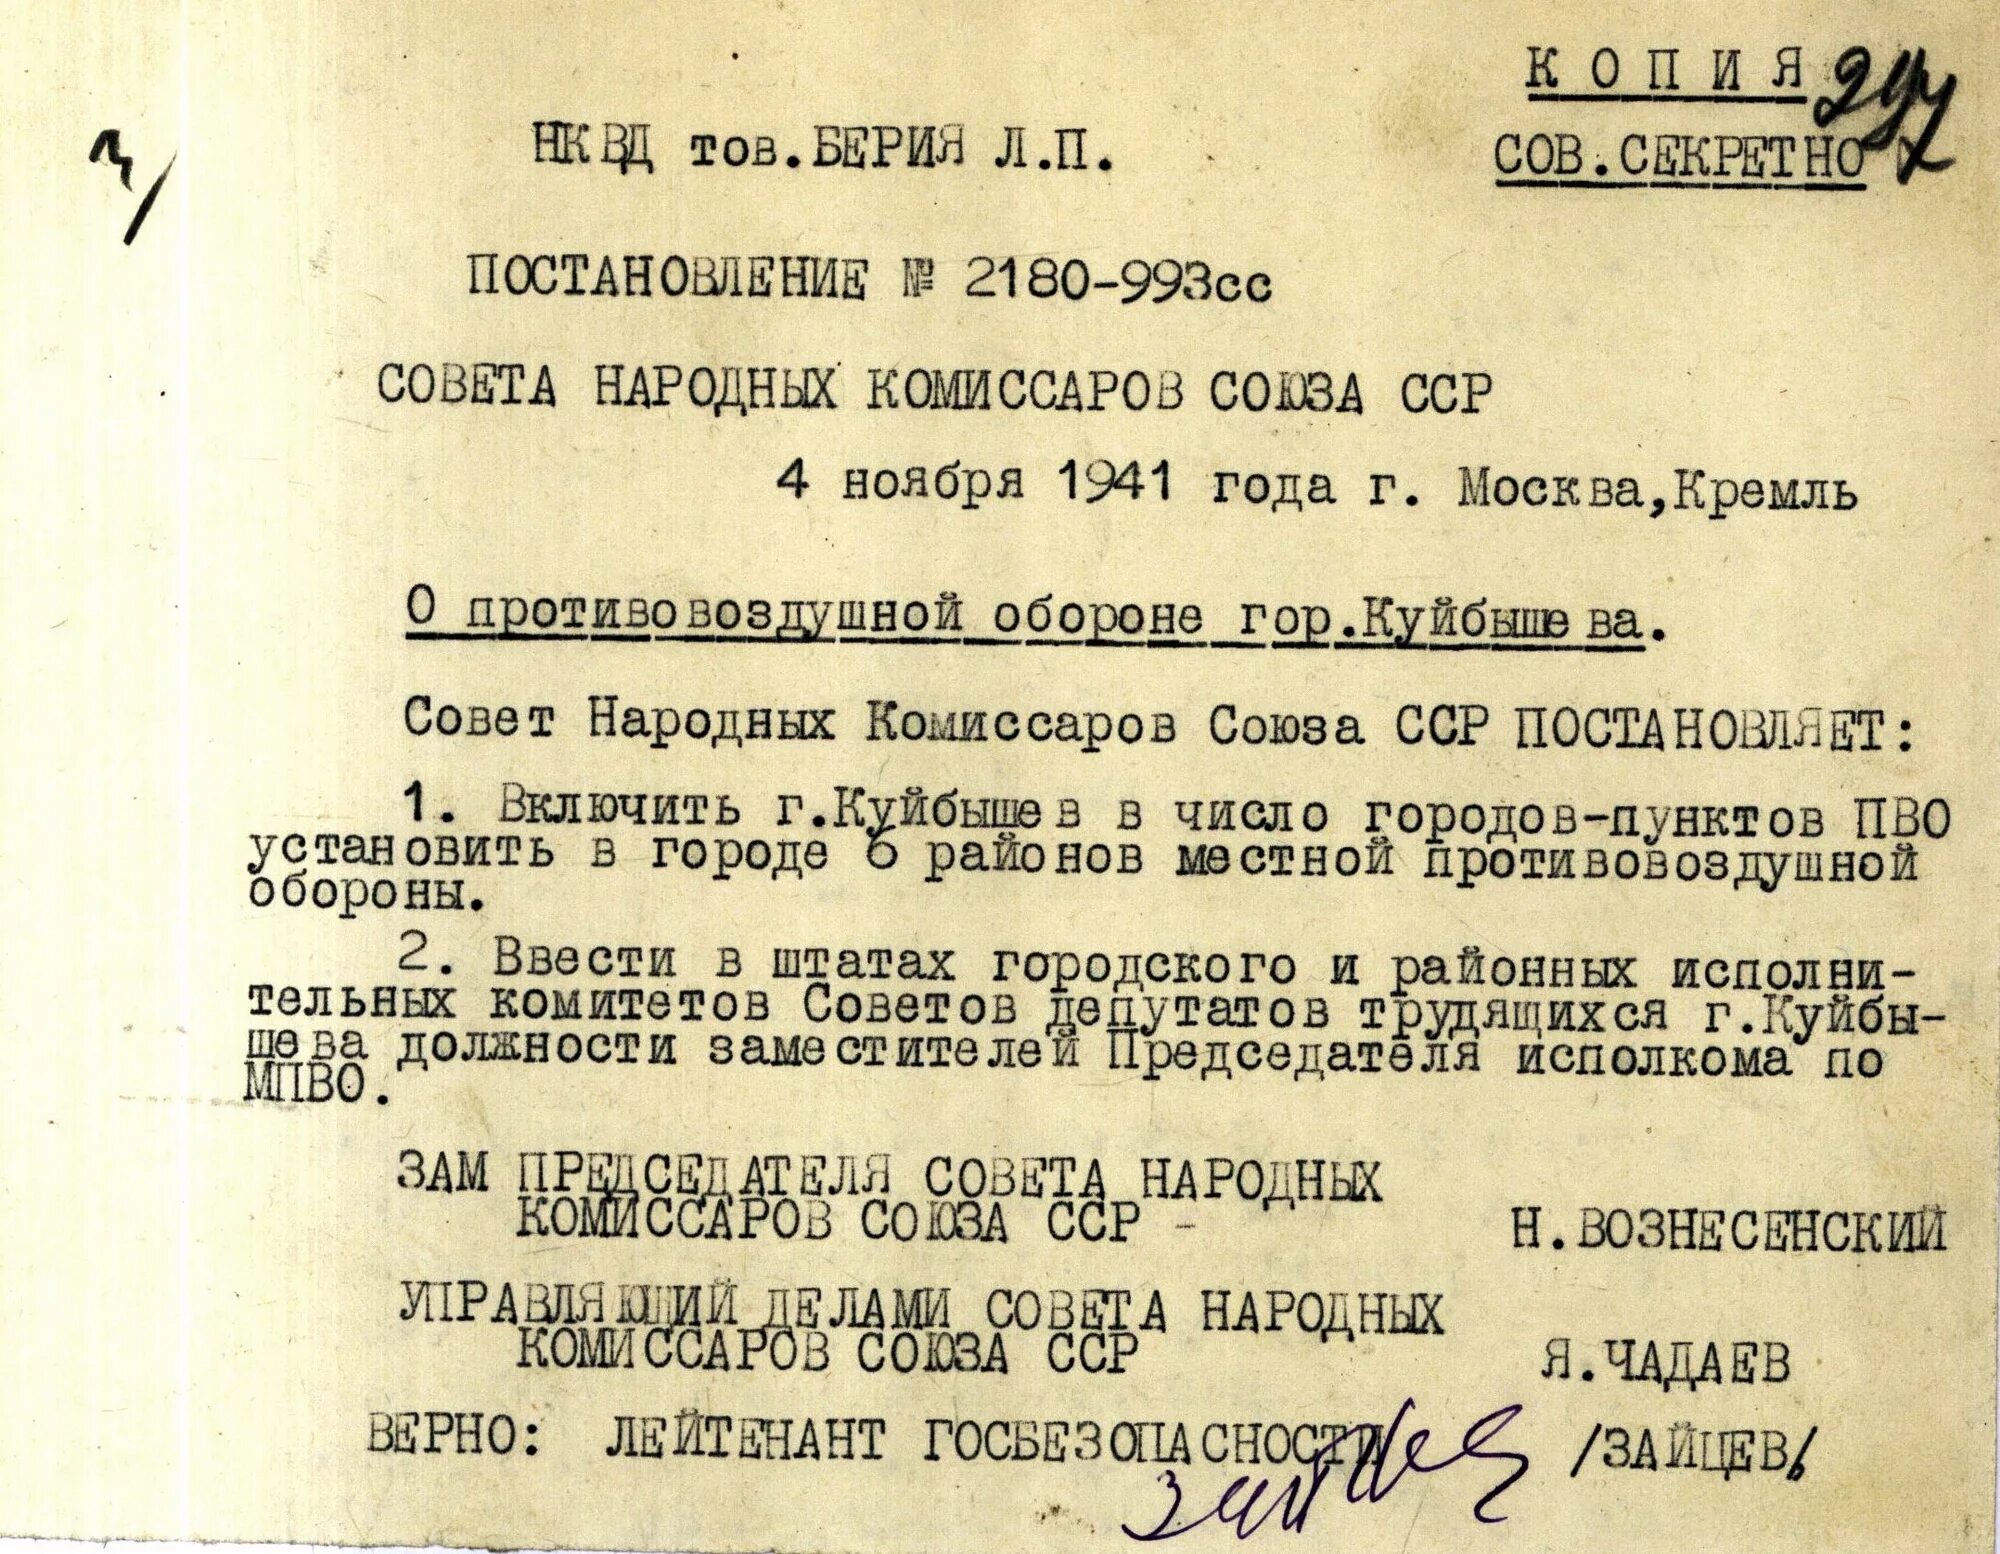 КОПИЯ
НКВД тов.БЕРИЯ Л.П.
СОВ.СЕКРЕТНО
ПОСТАНОВЛЕНИЕ № 2180-993сс
СОВЕТА НАРОДНЫХ КОМИССАРОВ СОЮЗА ССР
4 ноября 1941 года г. Москва,Кремль
О противовоздушной обороне гор.Куйбышева.
Совет Народных Комиссаров Союза ССР ПОСТАНОВЛЯЕТ:
1. Включить г.Куйбышев в число городов-пунктов ПВО
установить в городе 6 районов местной противовоздушной
обороны.
2. Ввести в штатах городского и районных исполни-
тельных комитетов Советов депутатов трудящихся г.Куйбы-
шева должности заместителей Председателя исполкома по
МПВО.
ЗАМ ПРЕДСЕДАТЕЛЯ СОВЕТА НАРОДНЫХ
КОМИССАРОВ СОЮЗА ССР - Н.ВОЗНЕСЕНСКИЙ
УПРАВЛЯЮЩИЙ ДЕЛАМИ СОВЕТА НАРОДНЫХ
КОМИССАРОВ СОЮЗА ССР Я.ЧАДАЕВ
ВЕРНО: ЛЕЙТЕНАНТ ГОСБЕЗОПАСНОСТИ /ЗАЙЦЕВ/